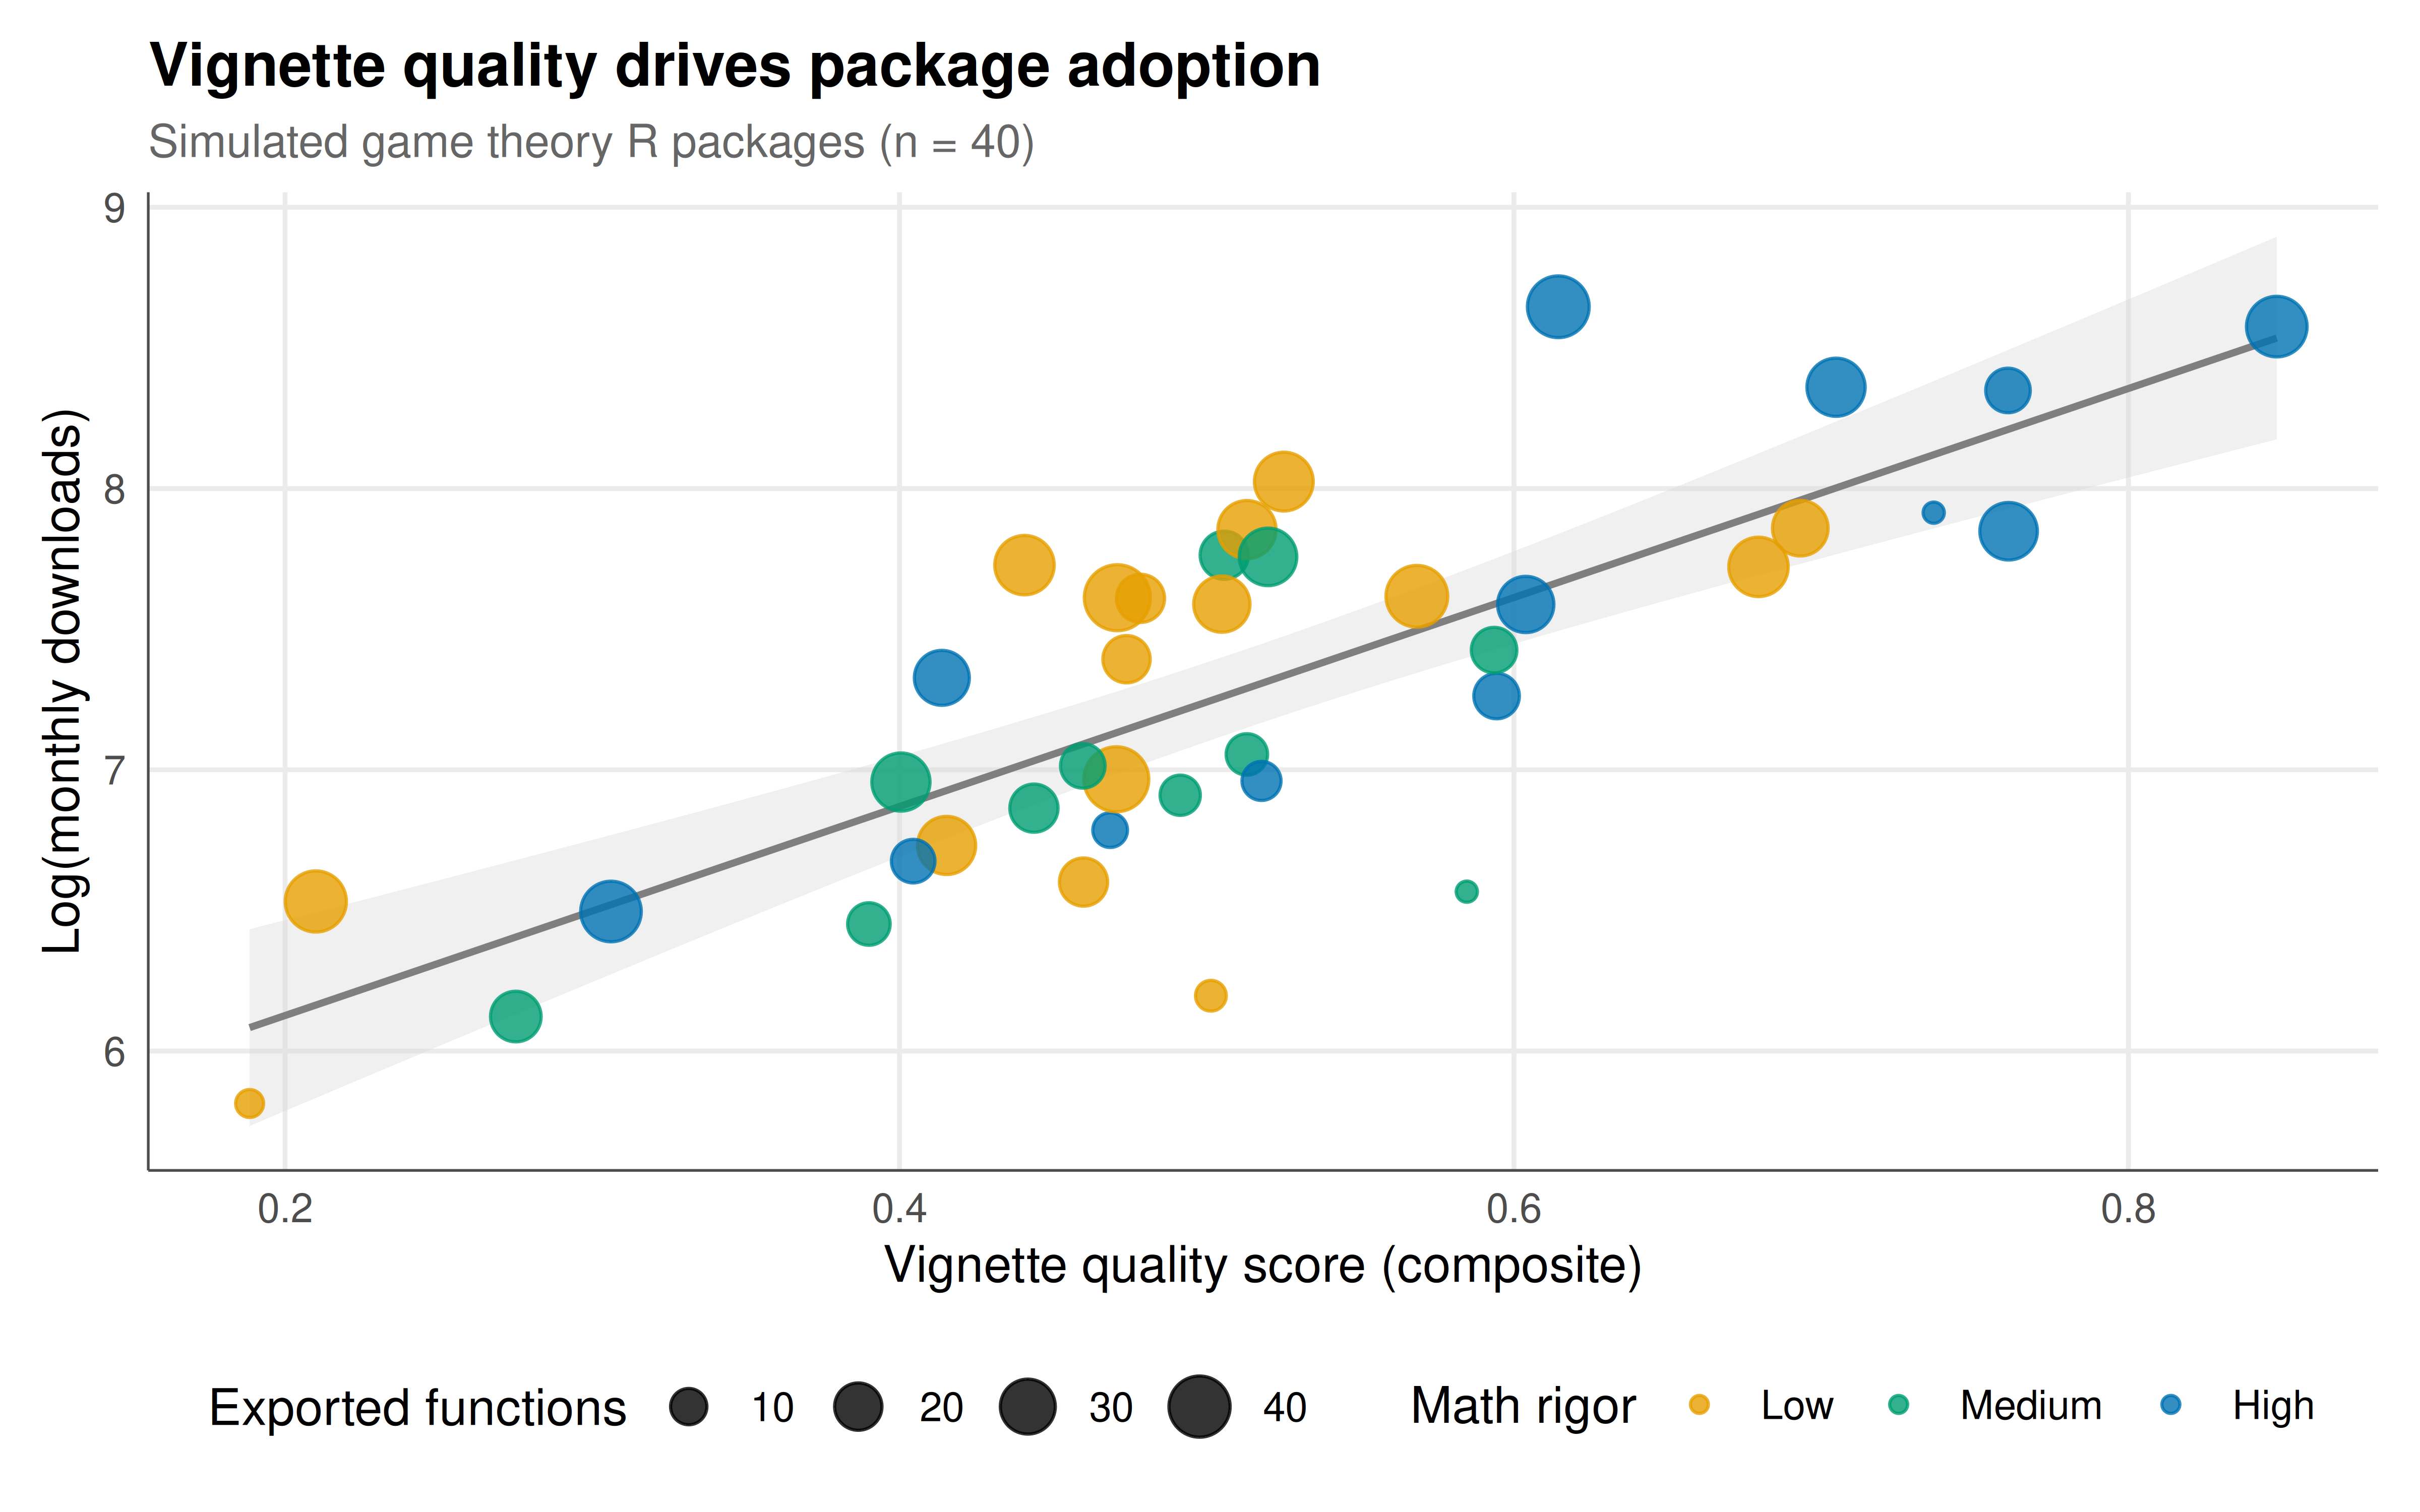 Vignette quality drives package adoption
Simulated game theory R packages (n = 40)
Log(monthly downloads)
9
8
7
6
0.2 0.4 0.6 0.8
Vignette quality score (composite)
Exported functions 10 20 30 40 Math rigor Low Medium High